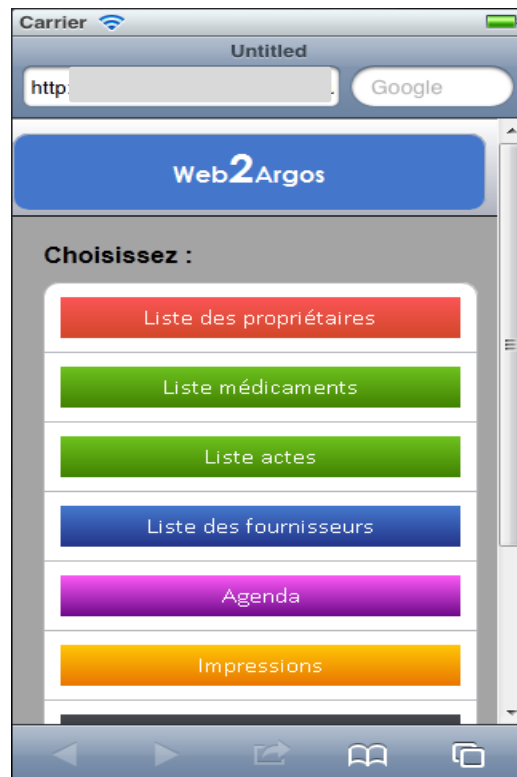 Carrier
Untitled
http:
Google
Web2Argos
Choisissez :
Liste des propriétaires
Liste médicaments
Liste actes
Liste des fournisseurs
Agenda
Impressions